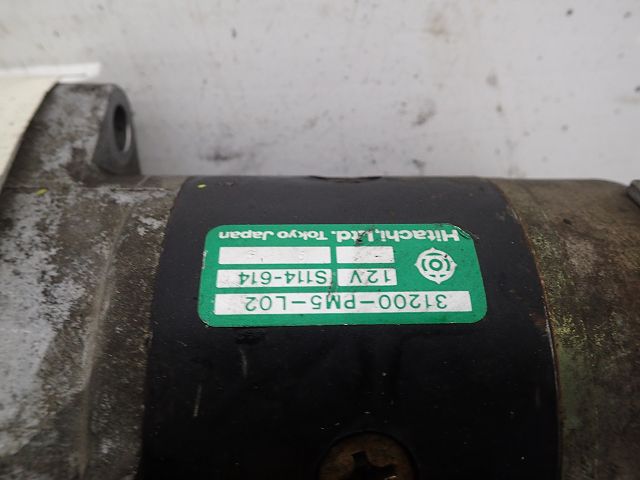 Hitachi, Ltd. Tokyo Japan
12V S114-614
31200-PM5-L02